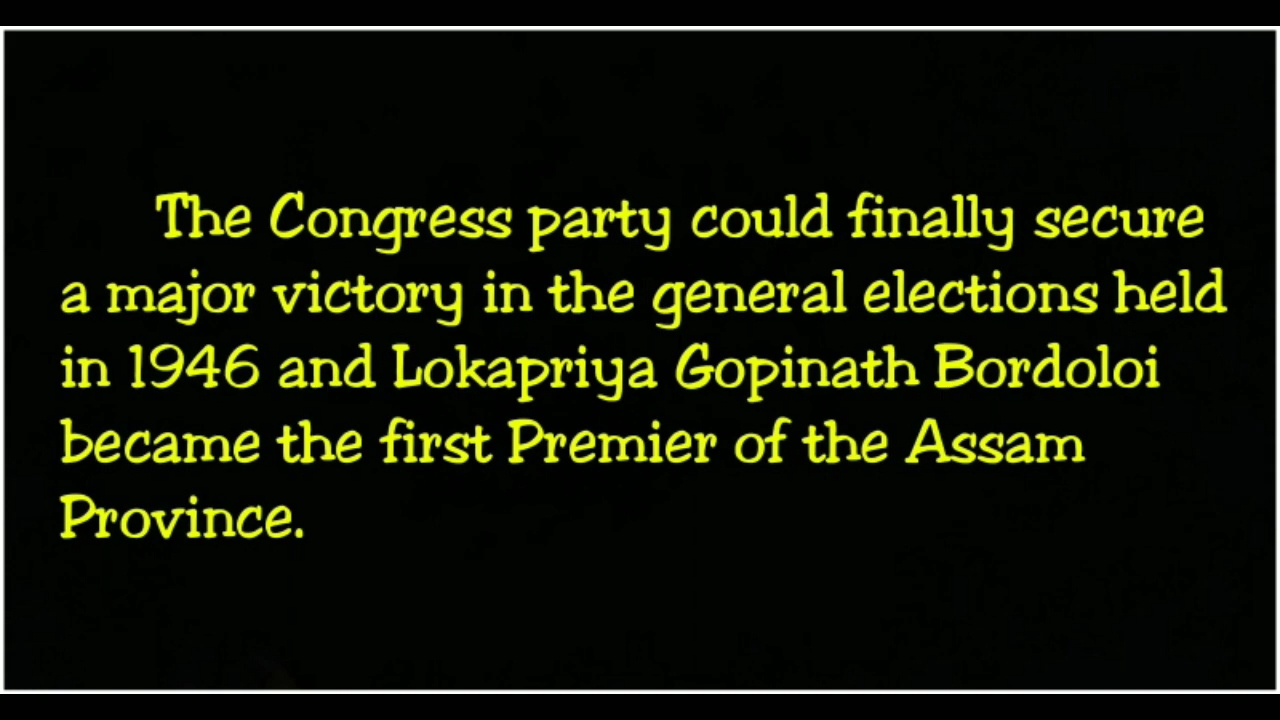 The Congress party could finally secure
a major victory in the general elections held
in 1946 and Lokapriya Gopinath Bordoloi
became the first Premier of the Assam
Province.